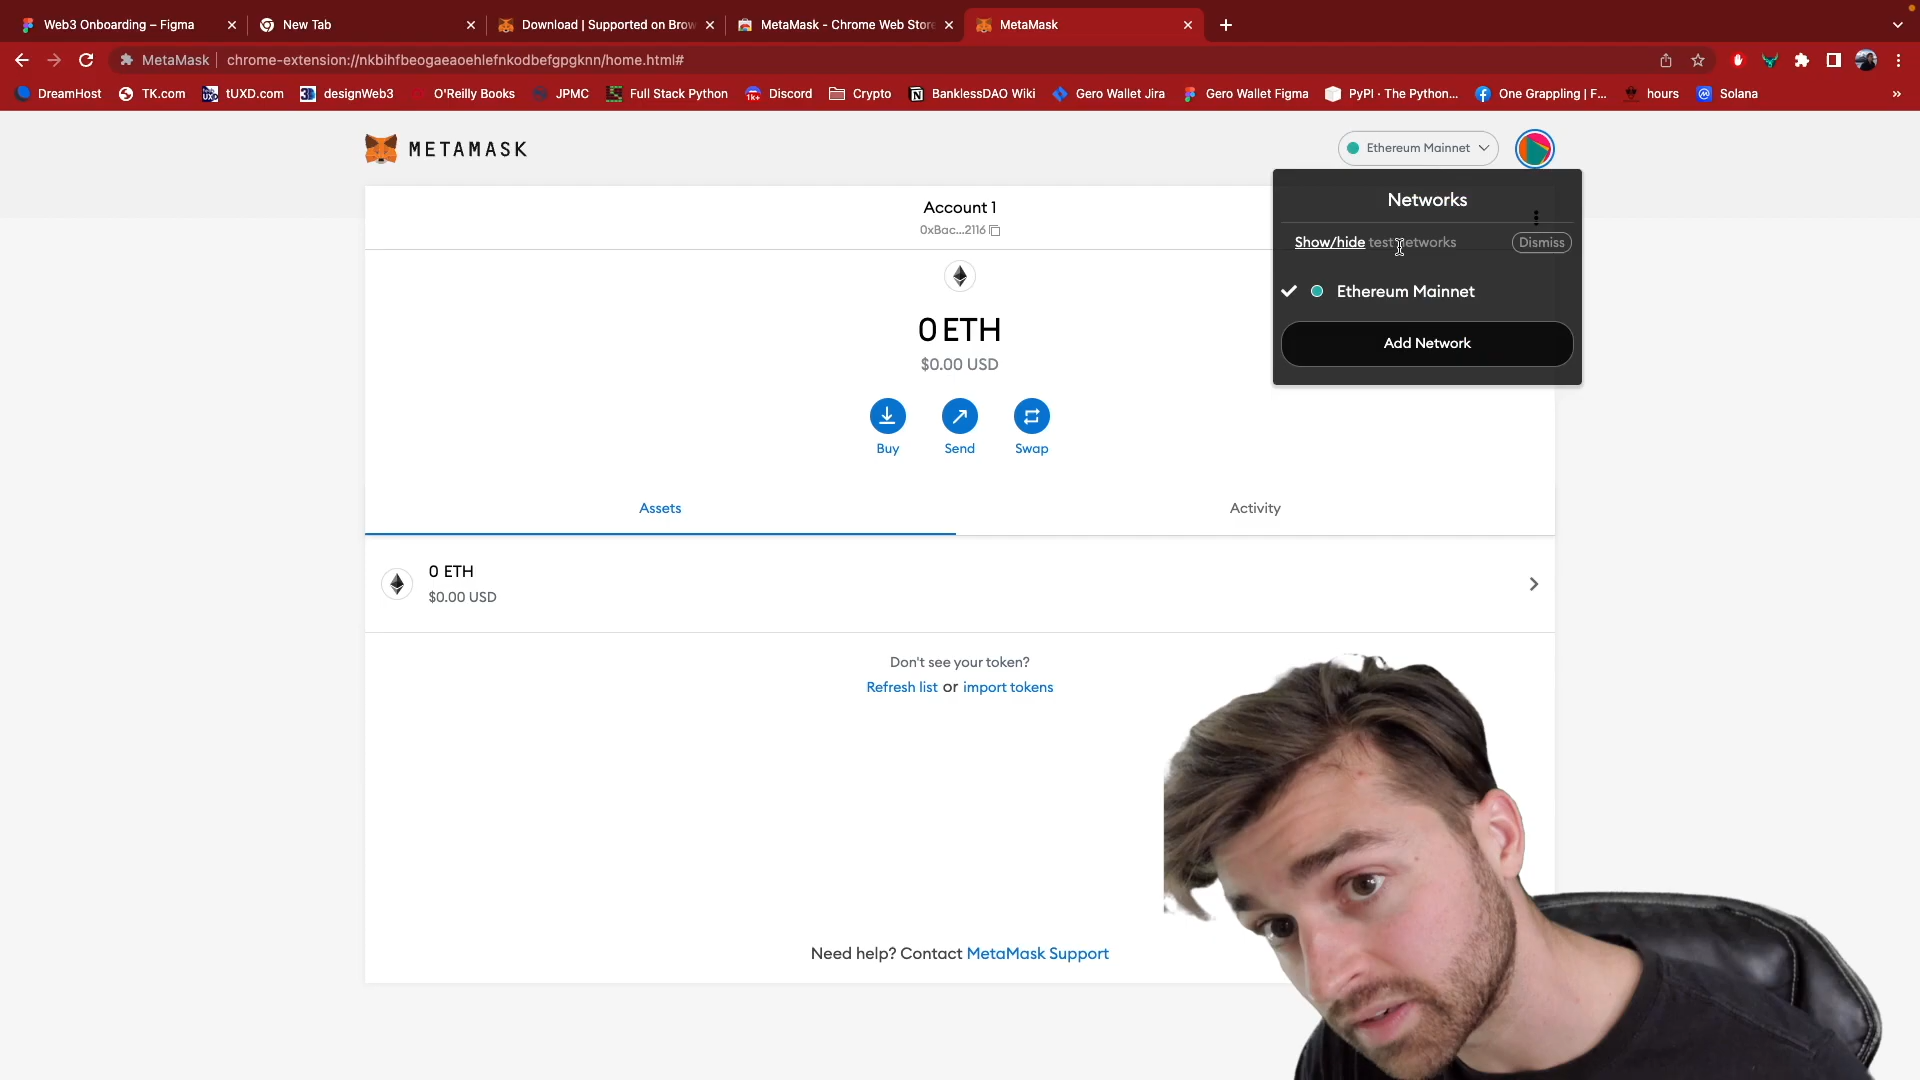 Web3 Onboarding – Figma
New Tab
Download | Supported on Brow
MetaMask - Chrome Web Store
MetaMask
MetaMask
chrome-extension://nkbihfbeogaeaoehlefnkodbefgpgknn/home.html#
DreamHost
TK.com
tUXD.com
designWeb3
O'Reilly Books
JPMC
Full Stack Python
Discord
Crypto
BanklessDAO Wiki
Gero Wallet Jira
Gero Wallet Figma
PyPI · The Python...
One Grappling | F...
hours
Solana
METAMASK
Ethereum Mainnet
Account 1
0xBac...2116
Networks
Show/hide test networks
Dismiss
Ethereum Mainnet
Add Network
0 ETH
$0.00 USD
Buy
Send
Swap
Assets
Activity
0 ETH
$0.00 USD
Don't see your token?
Refresh list or import tokens
Need help? Contact MetaMask Support